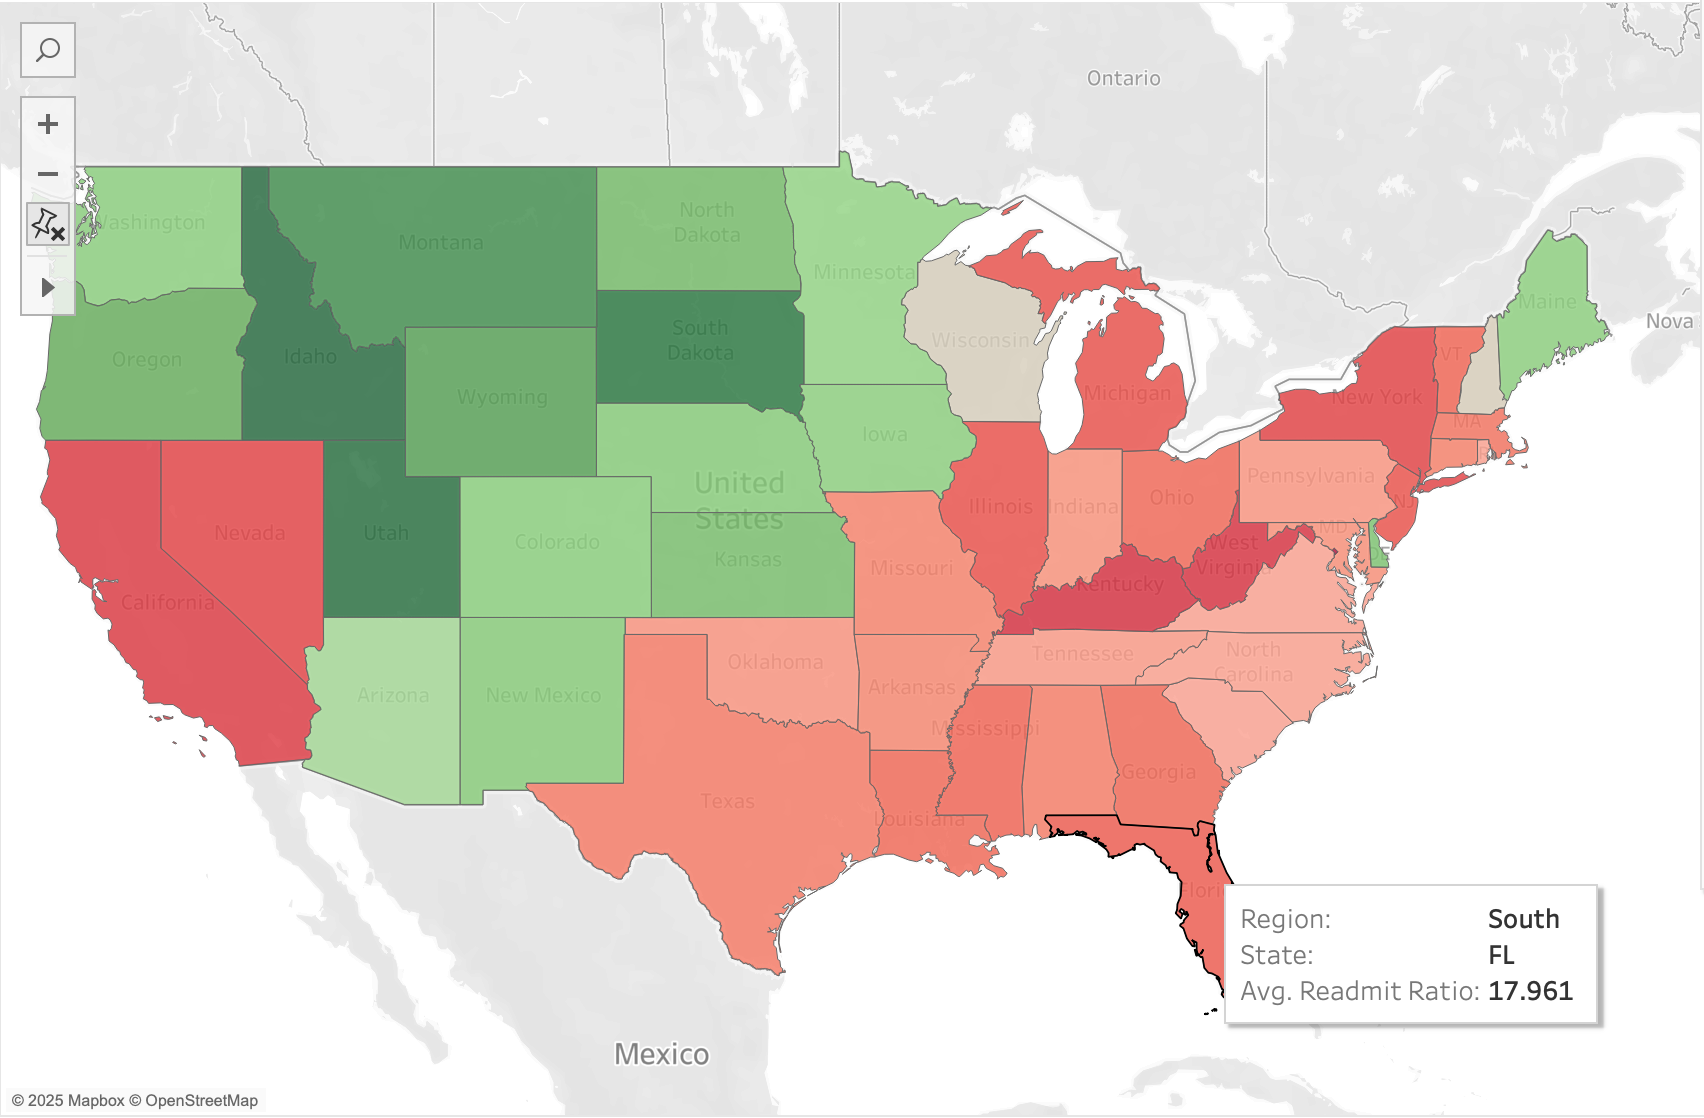 Ontario
Nova
Washington
Montana
North
Dakota
Minnesota
Oregon
Idaho
Wyoming
South
Dakota
Wisconsin
Michigan
Maine
VT
New York
MA
Iowa
United
States
Nevada
Utah
Colorado
Kansas
California
Illinois
Indiana
Ohio
Pennsylvania
NJ
MD
DE
West
Virginia
Missouri
Kentucky
Arizona
New Mexico
Oklahoma
Arkansas
Tennessee
North
Carolina
Mississippi
Georgia
Texas
Louisiana
Flori
Region: South
State: FL
Avg. Readmit Ratio: 17.961
Mexico
© 2025 Mapbox © OpenStreetMap